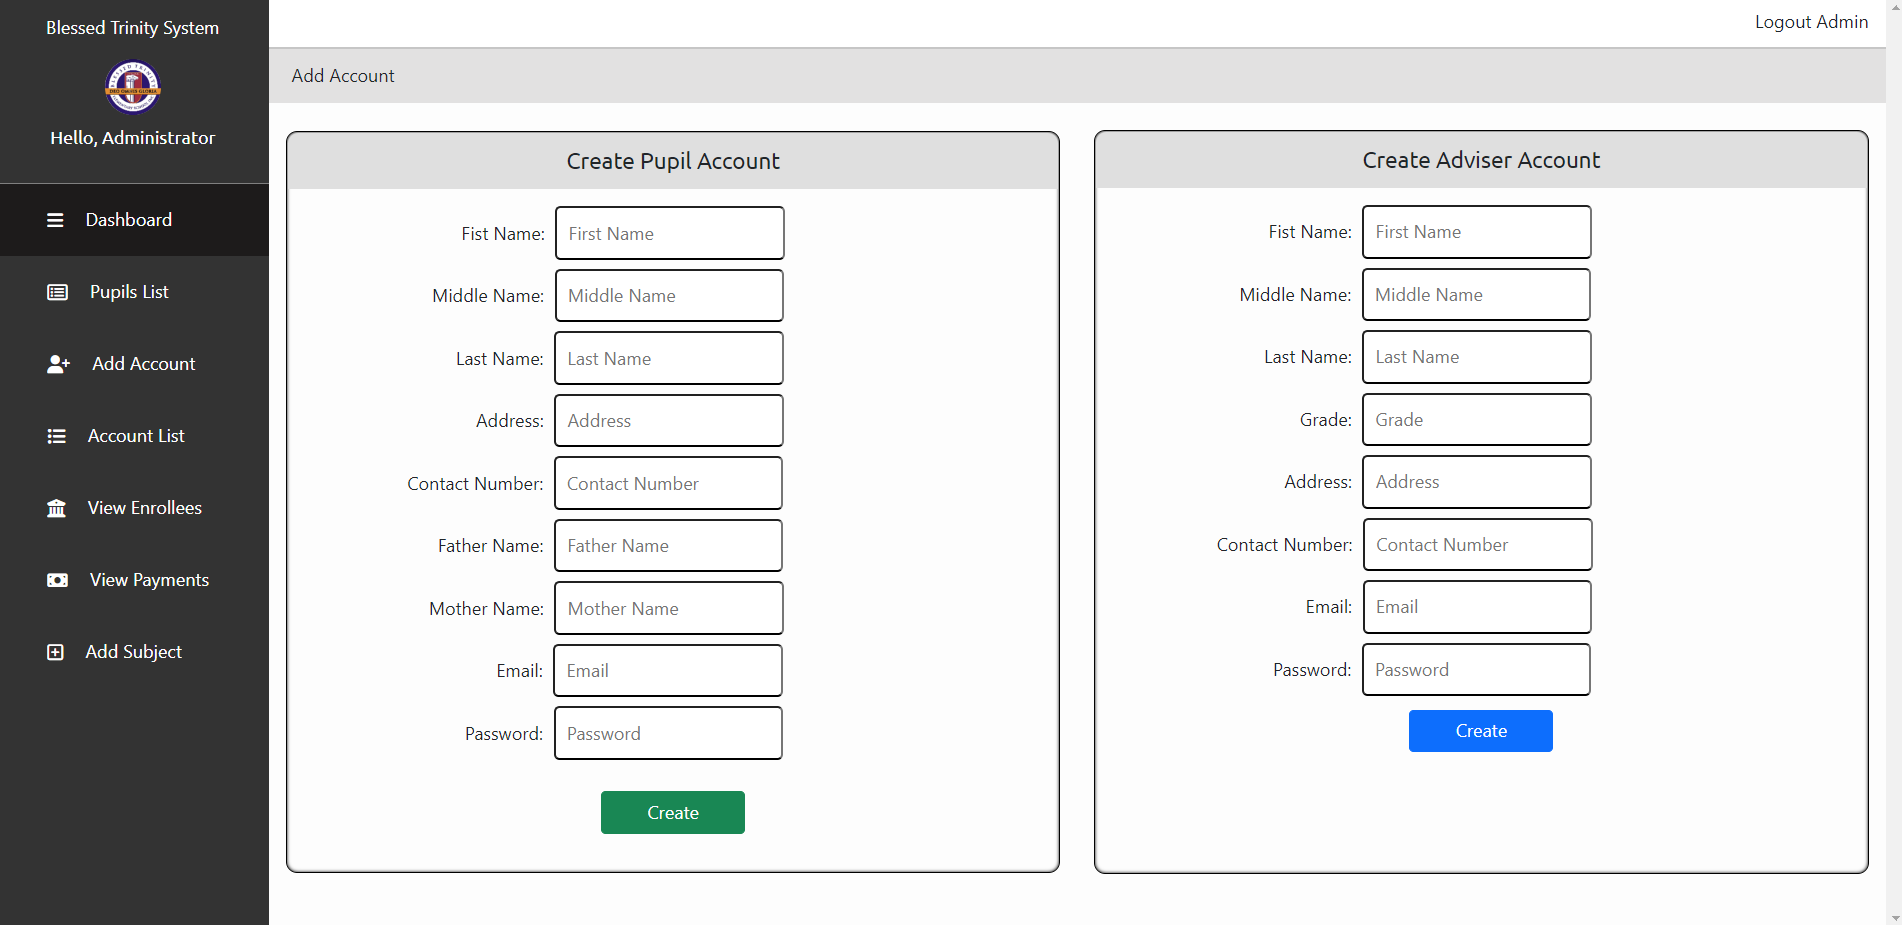 Blessed Trinity System
Hello, Administrator
Dashboard
Pupils List
Add Account
Account List
View Enrollees
View Payments
Add Subject
Logout Admin
Add Account
Create Pupil Account
Fist Name: First Name
Middle Name: Middle Name
Last Name: Last Name
Address: Address
Contact Number: Contact Number
Father Name: Father Name
Mother Name: Mother Name
Email: Email
Password: Password
Create
Create Adviser Account
Fist Name: First Name
Middle Name: Middle Name
Last Name: Last Name
Grade: Grade
Address: Address
Contact Number: Contact Number
Email: Email
Password: Password
Create